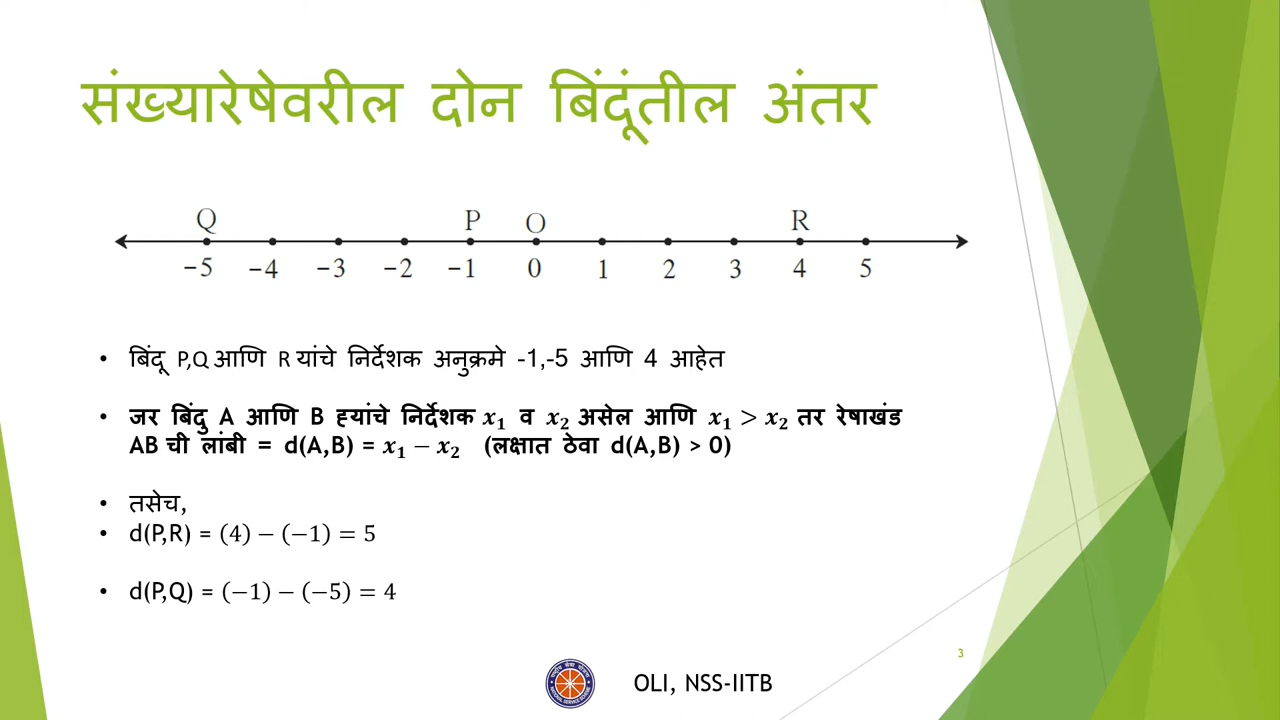 संख्यारेषेवरील दोन बिंदूंतील अंतर
Q P O R
−5 −4 −3 −2 −1 0 1 2 3 4 5
• बिंदू P,Q आणि R यांचे निर्देशक अनुक्रमे -1,-5 आणि 4 आहेत
• जर बिंदु A आणि B ह्यांचे निर्देशक x₁ व x₂ असेल आणि x₁ > x₂ तर रेषाखंड
AB ची लांबी = d(A,B) = x₁ − x₂ (लक्षात ठेवा d(A,B) > 0)
• तसेच,
• d(P,R) = (4) − (−1) = 5
• d(P,Q) = (−1) − (−5) = 4
3
OLI, NSS-IITB